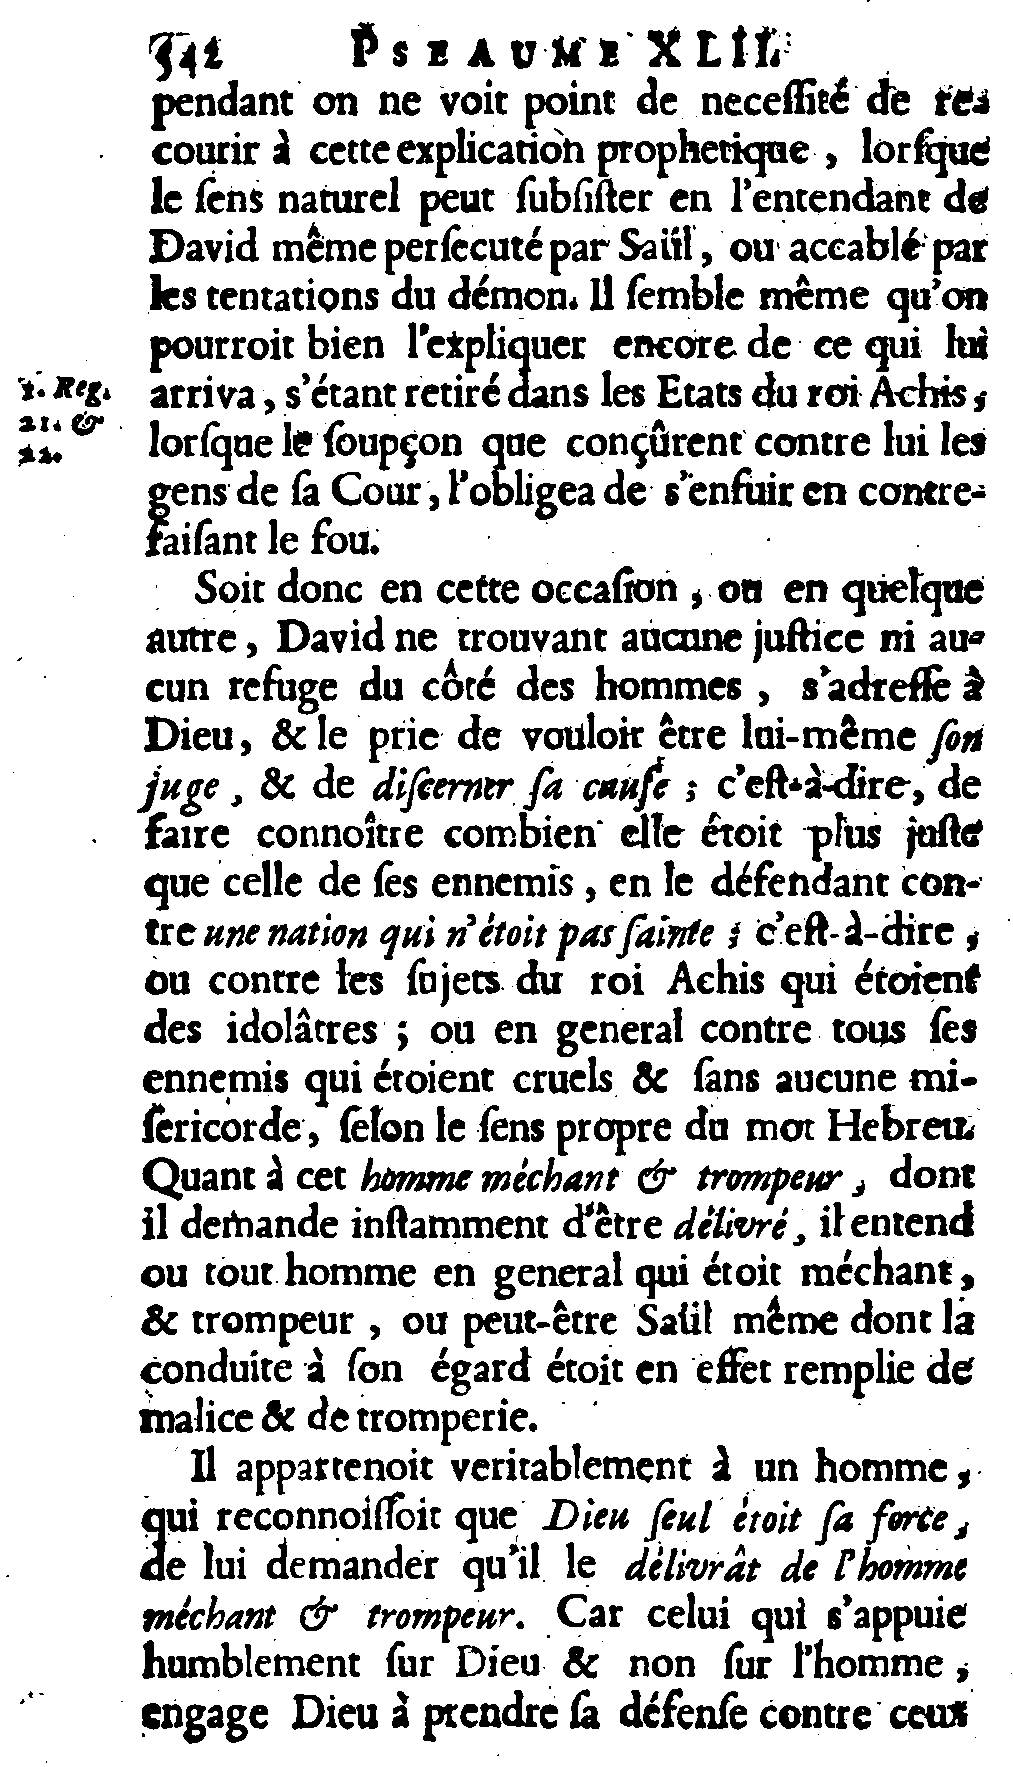 542 PSEAUME XLII.
pendant on ne voit point de neceſſité de re-
courir à cette explication prophetique, lorſque
le ſens naturel peut ſubſiſter en l'entendant de
David même perſecuté par Saül, ou accablé par
les tentations du démon. Il ſemble même qu'on
pourroit bien l'expliquer encore de ce qui lui
1. Reg.
21. &
22.
arriva, s'étant retiré dans les Etats du roi Achis,
lorſque le ſoupçon que conçûrent contre lui les
gens de ſa Cour, l'obligea de s'enfuir en contre-
faiſant le fou.
Soit donc en cette occaſion, ou en quelque
autre, David ne trouvant aucune juſtice ni au-
cun refuge du côté des hommes, s'adreſſe à
Dieu, & le prie de vouloir être lui-même ſon
juge, & de diſcerner ſa cauſe; c'eſt-à-dire, de
faire connoître combien elle étoit plus juſte
que celle de ſes ennemis, en le défendant con-
tre une nation qui n'étoit pas ſainte; c'eſt-à-dire,
ou contre les ſujets du roi Achis qui étoient
des idolâtres; ou en general contre tous ſes
ennemis qui étoient cruels & ſans aucune mi-
ſericorde, ſelon le ſens propre du mot Hebreu.
Quant à cet homme méchant & trompeur, dont
il demande inſtamment d'être délivré, il entend
ou tout homme en general qui étoit méchant,
& trompeur, ou peut-être Saül même dont la
conduite à ſon égard étoit en effet remplie de
malice & de tromperie.
Il appartenoit veritablement à un homme,
qui reconnoiſſoit que Dieu ſeul étoit ſa force,
de lui demander qu'il le délivrât de l'homme
méchant & trompeur. Car celui qui s'appuie
humblement ſur Dieu & non ſur l'homme,
engage Dieu à prendre ſa défenſe contre ceux